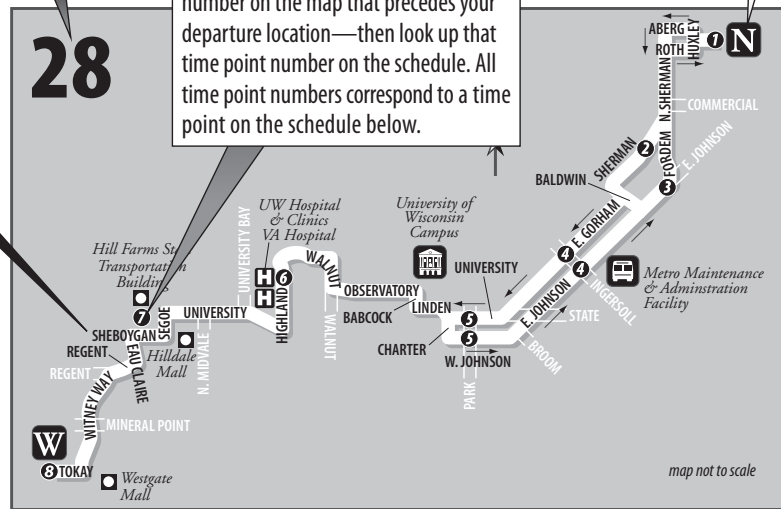 number on the map that precedes your
departure location—then look up that
time point number on the schedule. All
time point numbers correspond to a time
point on the schedule below.
28
ABERG
HUXLEY
1
N
ROTH
N.SHERMAN
COMMERCIAL
SHERMAN
2
FORDEM
E. JOHNSON
3
BALDWIN
E. GORHAM
4
4
INGERSOLL
Metro Maintenance
& Adminstration
Facility
University of
Wisconsin
Campus
UNIVERSITY
E. JOHNSON
STATE
BROOM
UW Hospital
& Clinics
VA Hospital
UNIVERSITY BAY
H
H
6
HIGHLAND
WALNUT
WALNUT
OBSERVATORY
BABCOCK
LINDEN
5
5
CHARTER
W. JOHNSON
PARK
Hill Farms
Transportation
Building
7
SEGOE
UNIVERSITY
SHEBOYGAN
REGENT
Hilldale
Mall
N. MIDVALE
REGENT
EAU CLAIRE
WITNEY WAY
MINERAL POINT
W
8 TOKAY
Westgate
Mall
map not to scale